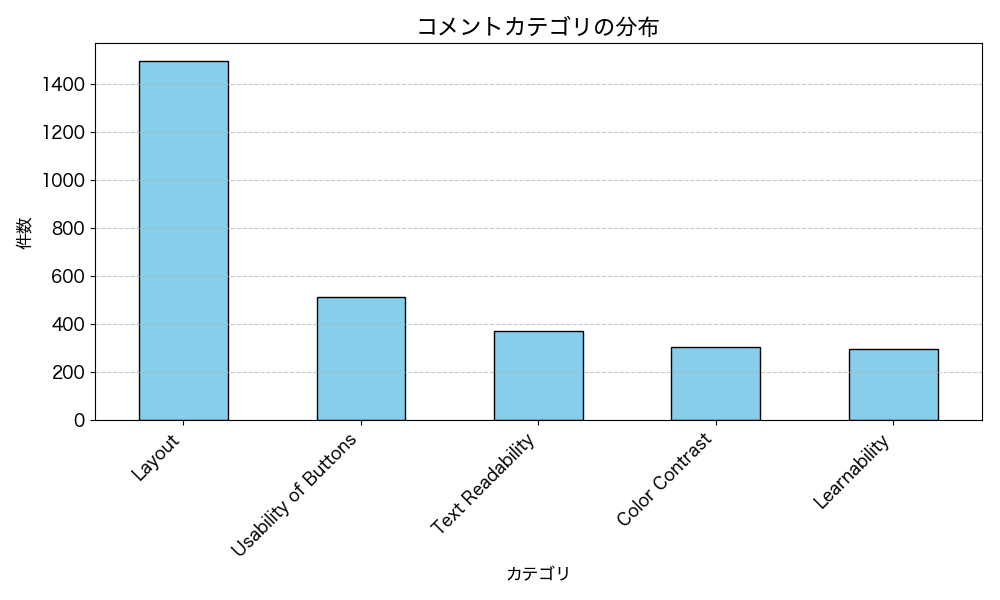 コメントカテゴリの分布
件数
1400
1200
1000
800
600
400
200
0
Layout
Usability of Buttons
Text Readability
Color Contrast
Learnability
カテゴリ